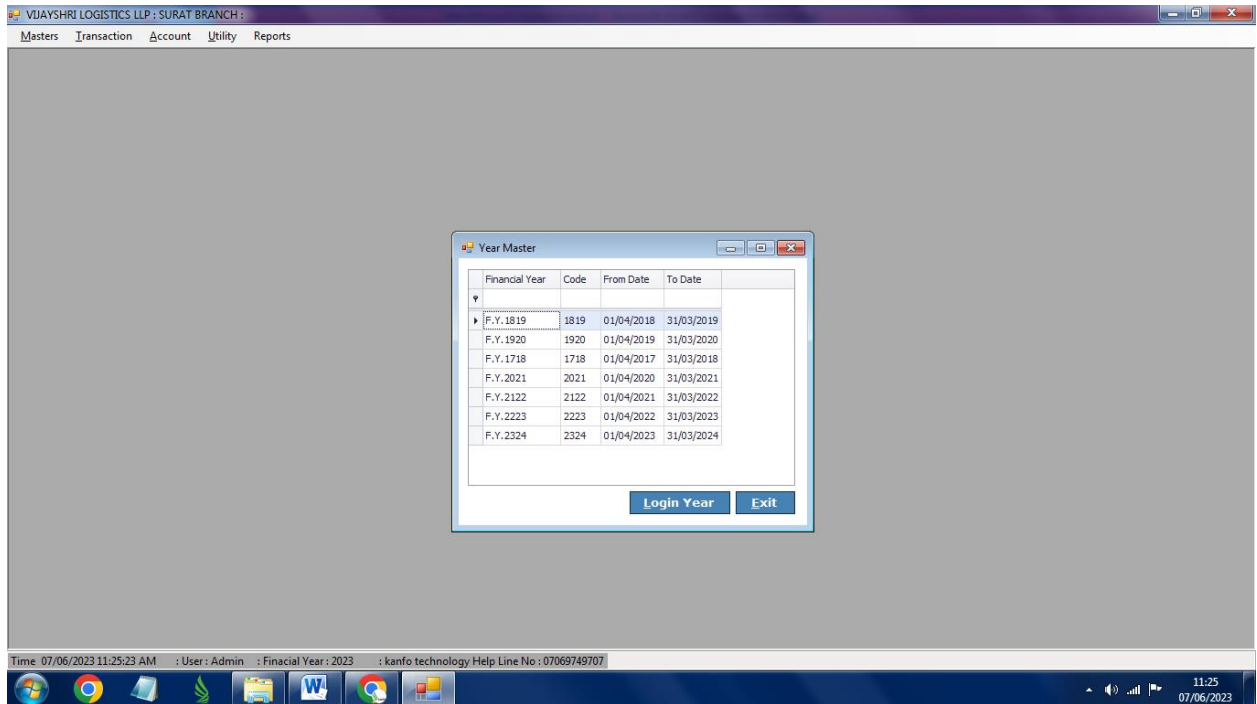 VIJAYSHRI LOGISTICS LLP : SURAT BRANCH :
Masters Transaction Account Utility Reports
Year Master
Financial Year Code From Date To Date
F.Y.1819 1819 01/04/2018 31/03/2019
F.Y.1920 1920 01/04/2019 31/03/2020
F.Y.1718 1718 01/04/2017 31/03/2018
F.Y.2021 2021 01/04/2020 31/03/2021
F.Y.2122 2122 01/04/2021 31/03/2022
F.Y.2223 2223 01/04/2022 31/03/2023
F.Y.2324 2324 01/04/2023 31/03/2024
Login Year Exit
Time 07/06/2023 11:25:23 AM : User : Admin : Finacial Year : 2023 : kanfo technology Help Line No : 07069749707
11:25
07/06/2023